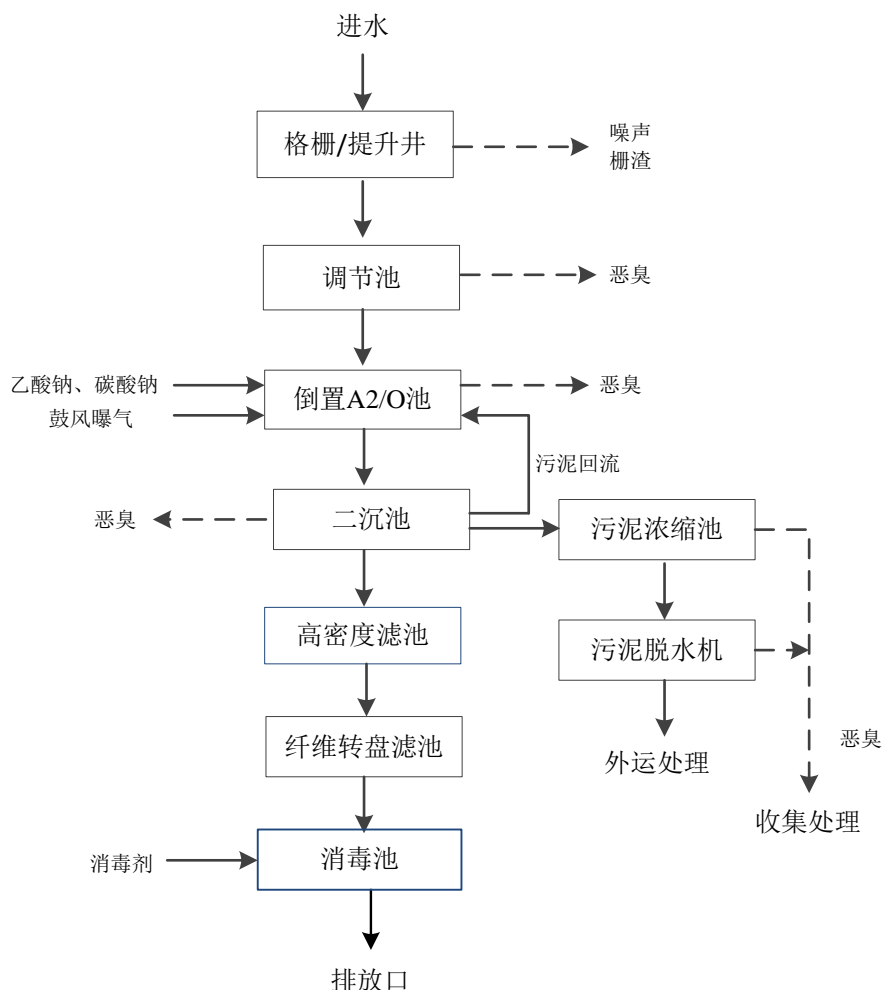 进水
格栅/提升井
噪声
栅渣
调节池
恶臭
乙酸钠、碳酸钠
鼓风曝气
倒置A2/O池
恶臭
污泥回流
恶臭
二沉池
污泥浓缩池
高密度滤池
污泥脱水机
纤维转盘滤池
外运处理
恶臭
收集处理
消毒剂
消毒池
排放口